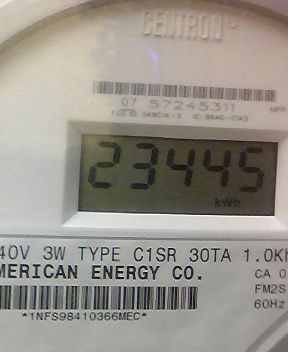 CENTRON®
07 57245311
23445
kWh
40V 3W TYPE C1SR 30TA 1.0Kh
MERICAN ENERGY CO.
CA 0
FM2S
60Hz
*1NFS98410366MEC*